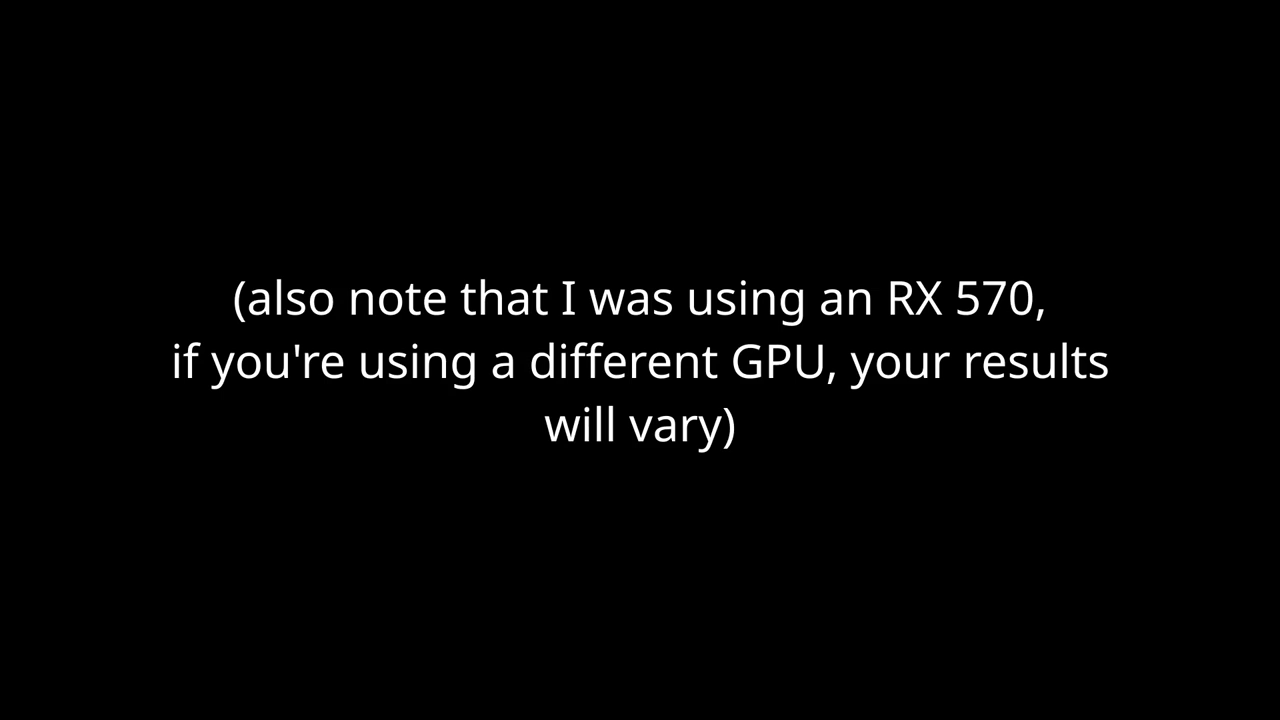 (also note that I was using an RX 570,
if you're using a different GPU, your results
will vary)